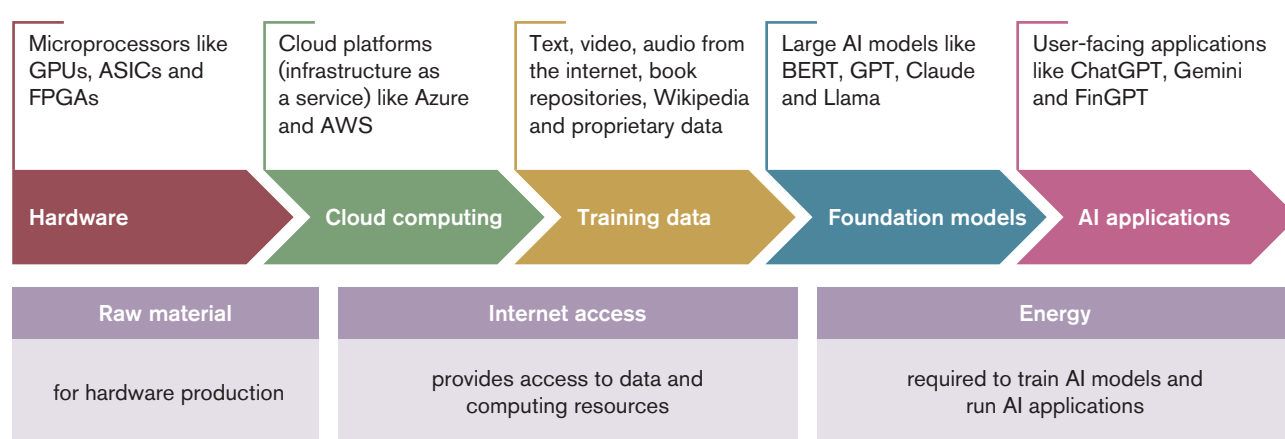 Microprocessors like
GPUs, ASICs and
FPGAs
Cloud platforms
(infrastructure as
a service) like Azure
and AWS
Text, video, audio from
the internet, book
repositories, Wikipedia
and proprietary data
Large AI models like
BERT, GPT, Claude
and Llama
User-facing applications
like ChatGPT, Gemini
and FinGPT
Hardware
Cloud computing
Training data
Foundation models
AI applications
Raw material
for hardware production
Internet access
provides access to data and
computing resources
Energy
required to train AI models and
run AI applications